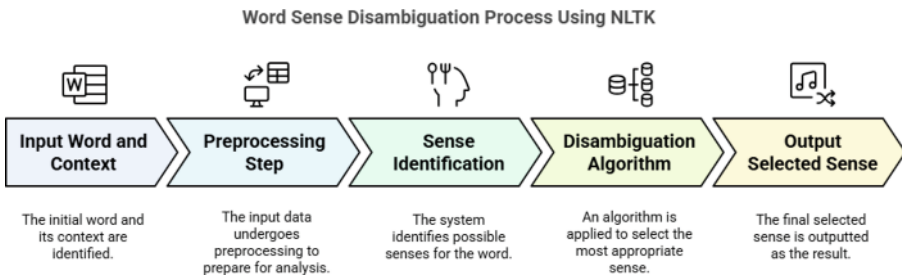 Word Sense Disambiguation Process Using NLTK
W
Input Word and
Context
Preprocessing
Step
Sense
Identification
Disambiguation
Algorithm
Output
Selected Sense
The initial word and
its context are
identified.
The input data
undergoes
preprocessing to
prepare for analysis.
The system
identifies possible
senses for the word.
An algorithm is
applied to select the
most appropriate
sense.
The final selected
sense is outputted
as the result.